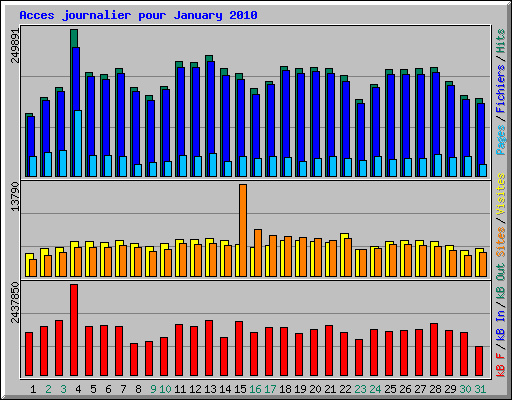 Acces journalier pour January 2010
249891
13790
2437850
Pages / Fichiers / Hits
Sites / Visites
kB F / kB In / kB Out
1 2 3 4 5 6 7 8 9 10 11 12 13 14 15 16 17 18 19 20 21 22 23 24 25 26 27 28 29 30 31